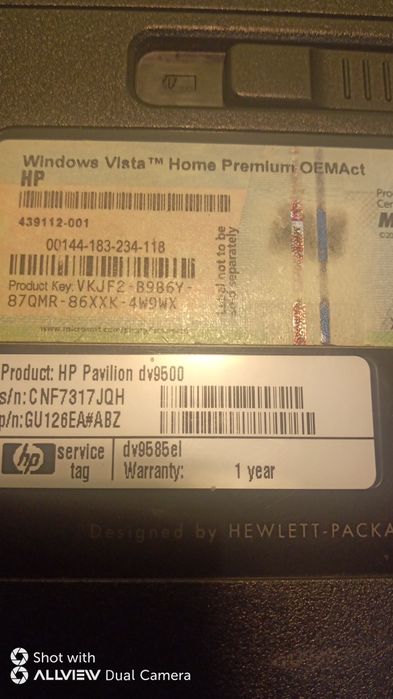 Windows Vista™ Home Premium OEMAct
HP
439112-001
00144-183-234-118
Product Key: VKJF2-B9B6Y-
87QMR-86XXK-4W9WX
Label not to be
sold separately
Product: HP Pavilion dv9500
s/n: CNF7317JQH
p/n: GU126EA#ABZ
hp
service
tag
dv9585el
Warranty: 1 year
Designed by HEWLETT-PACKA
Shot with
ALLVIEW Dual Camera